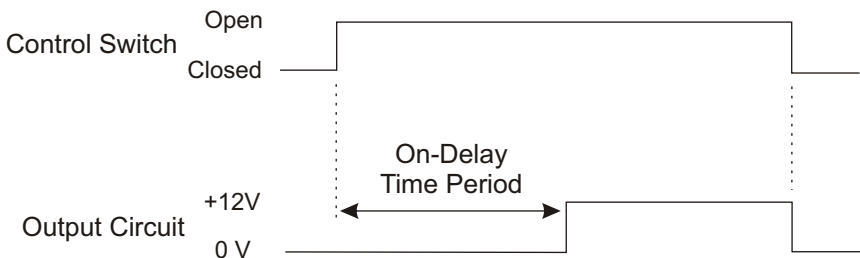 Open
Control Switch
Closed
On-Delay
Time Period
+12V
Output Circuit
0 V